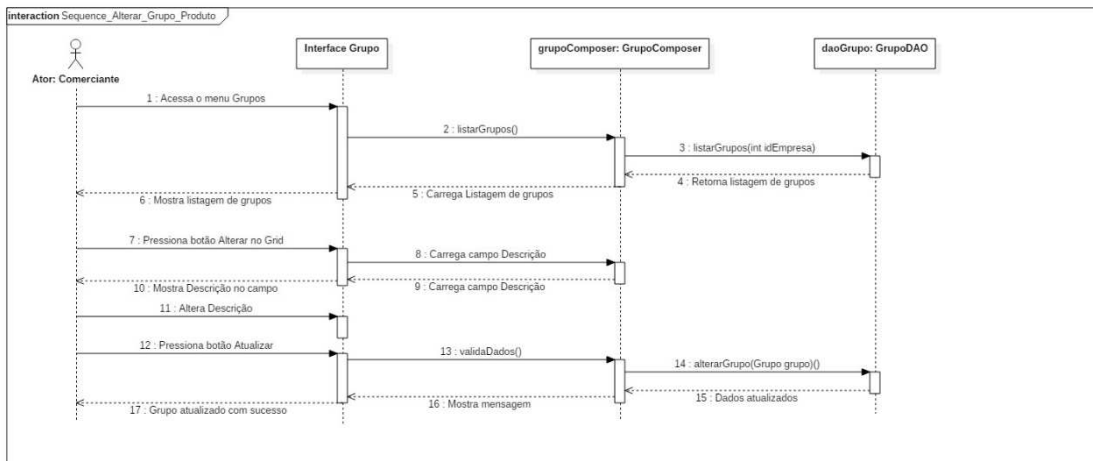 interaction Sequence_Alterar_Grupo_Produto
Interface Grupo
grupoComposer: GrupoComposer
daoGrupo: GrupoDAO
Ator: Comerciante
1 : Acessa o menu Grupos
2 : listarGrupos()
3 : listarGrupos(int idEmpresa)
4 : Retorna listagem de grupos
5 : Carrega Listagem de grupos
6 : Mostra listagem de grupos
7 : Pressiona botão Alterar no Grid
8 : Carrega campo Descrição
9 : Carrega campo Descrição
10 : Mostra Descrição no campo
11 : Altera Descrição
12 : Pressiona botão Atualizar
13 : validaDados()
14 : alterarGrupo(Grupo grupo)()
15 : Dados atualizados
16 : Mostra mensagem
17 : Grupo atualizado com sucesso